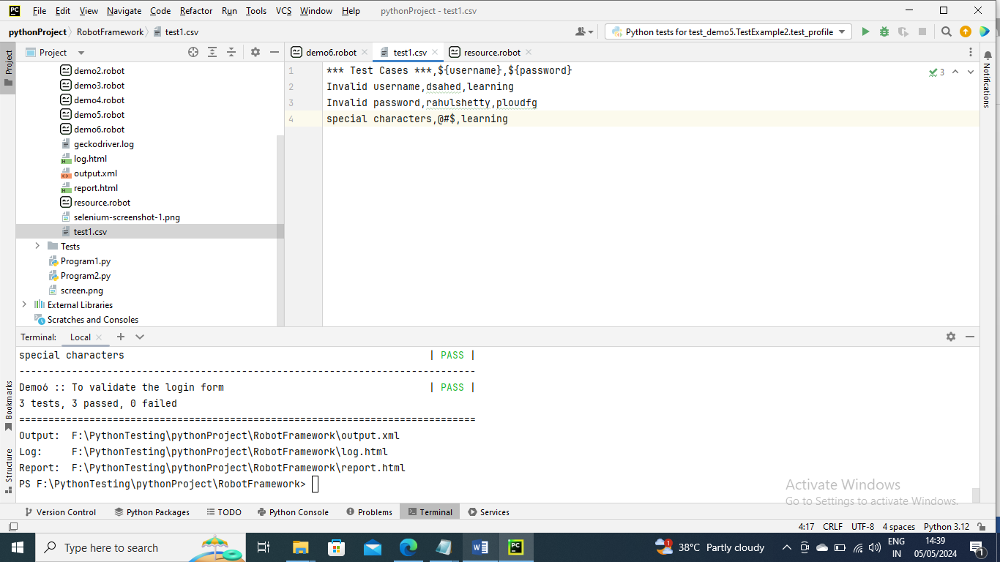 PC File Edit View Navigate Code Refactor Run Tools VCS Window Help pythonProject - test1.csv
pythonProject RobotFramework test1.csv Python tests for test_demo5.TestExample2.test_profile
Project
Project
demo2.robot
demo3.robot
demo4.robot
demo5.robot
demo6.robot
geckodriver.log
log.html
output.xml
report.html
resource.robot
selenium-screenshot-1.png
test1.csv
Tests
Program1.py
Program2.py
screen.png
External Libraries
Scratches and Consoles
demo6.robot test1.csv resource.robot
1 *** Test Cases ***,${username},${password}
2 Invalid username,dsahed,learning
3 Invalid password,rahulshetty,ploudfg
4 special characters,@#$,learning
3
Notifications
Terminal: Local
special characters | PASS |
------------------------------------------------------------------------------
Demo6 :: To validate the login form | PASS |
3 tests, 3 passed, 0 failed
==============================================================================
Output: F:\PythonTesting\pythonProject\RobotFramework\output.xml
Log: F:\PythonTesting\pythonProject\RobotFramework\log.html
Report: F:\PythonTesting\pythonProject\RobotFramework\report.html
PS F:\PythonTesting\pythonProject\RobotFramework>
Bookmarks
Structure
Activate Windows
Go to Settings to activate Windows.
Version Control Python Packages TODO Python Console Problems Terminal Services
4:17 CRLF UTF-8 4 spaces Python 3.12
Type here to search
W
PC
1
38°C Partly cloudy
ENG
IN
14:39
05/05/2024
1